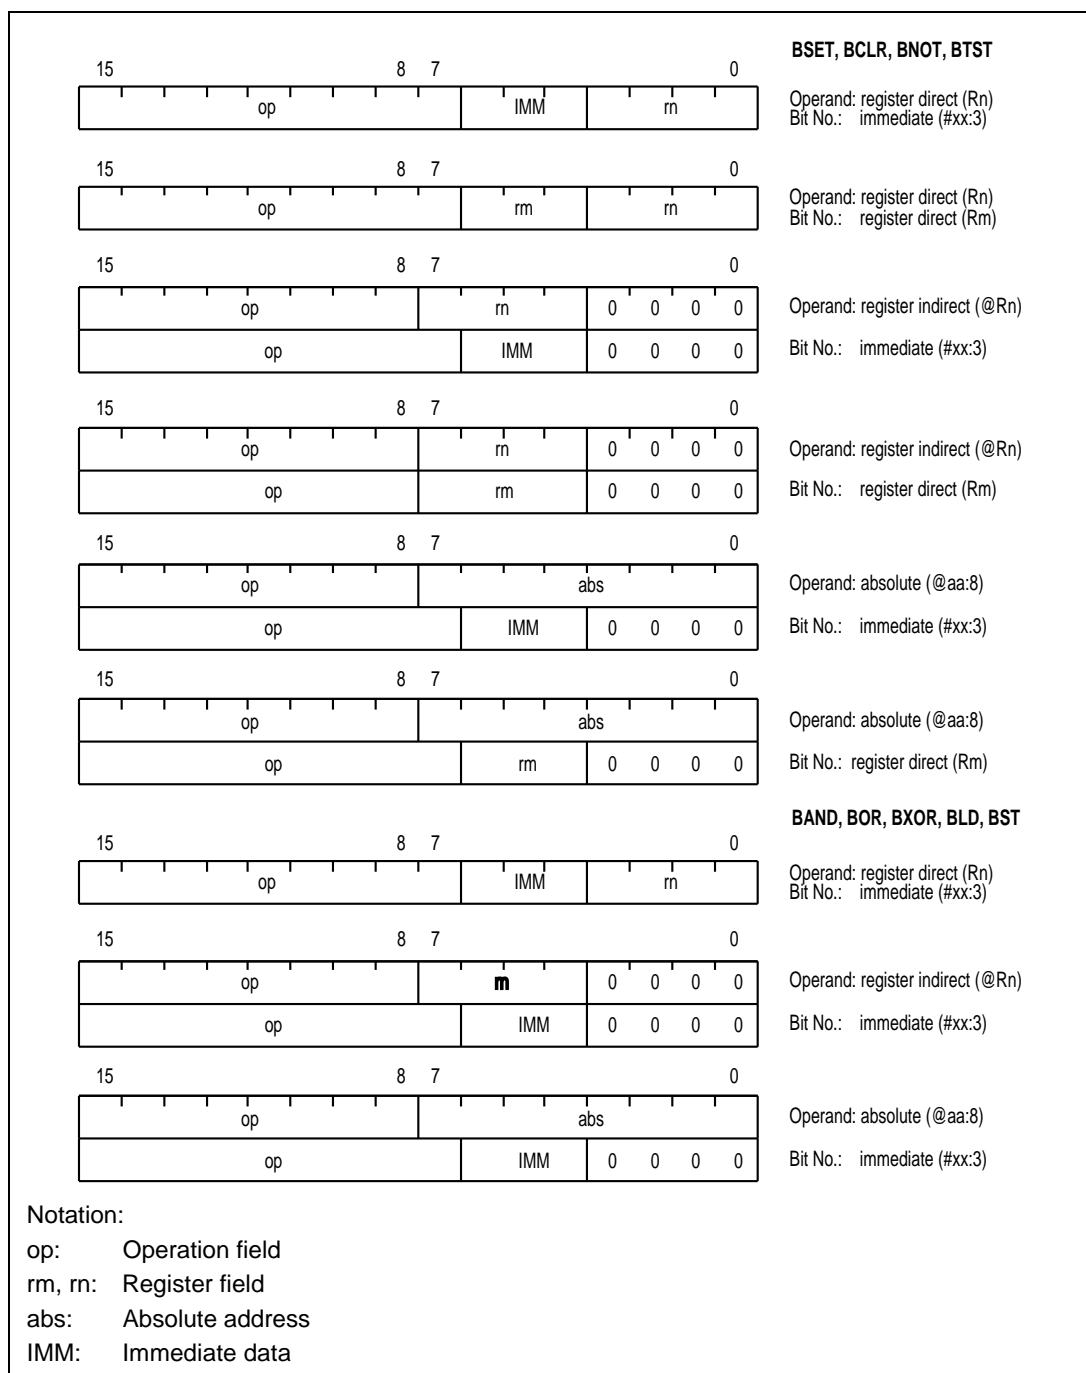 BSET, BCLR, BNOT, BTST
15 8 7 0
op IMM rn Operand: register direct (Rn)
Bit No.: immediate (#xx:3)
15 8 7 0
op rm rn Operand: register direct (Rn)
Bit No.: register direct (Rm)
15 8 7 0
op rn 0 0 0 0 Operand: register indirect (@Rn)
op IMM 0 0 0 0 Bit No.: immediate (#xx:3)
15 8 7 0
op rn 0 0 0 0 Operand: register indirect (@Rn)
op rm 0 0 0 0 Bit No.: register direct (Rm)
15 8 7 0
op abs Operand: absolute (@aa:8)
op IMM 0 0 0 0 Bit No.: immediate (#xx:3)
15 8 7 0
op abs Operand: absolute (@aa:8)
op rm 0 0 0 0 Bit No.: register direct (Rm)
BAND, BOR, BXOR, BLD, BST
15 8 7 0
op IMM rn Operand: register direct (Rn)
Bit No.: immediate (#xx:3)
15 8 7 0
op rn 0 0 0 0 Operand: register indirect (@Rn)
op IMM 0 0 0 0 Bit No.: immediate (#xx:3)
15 8 7 0
op abs Operand: absolute (@aa:8)
op IMM 0 0 0 0 Bit No.: immediate (#xx:3)
Notation:
op: Operation field
rm, rn: Register field
abs: Absolute address
IMM: Immediate data